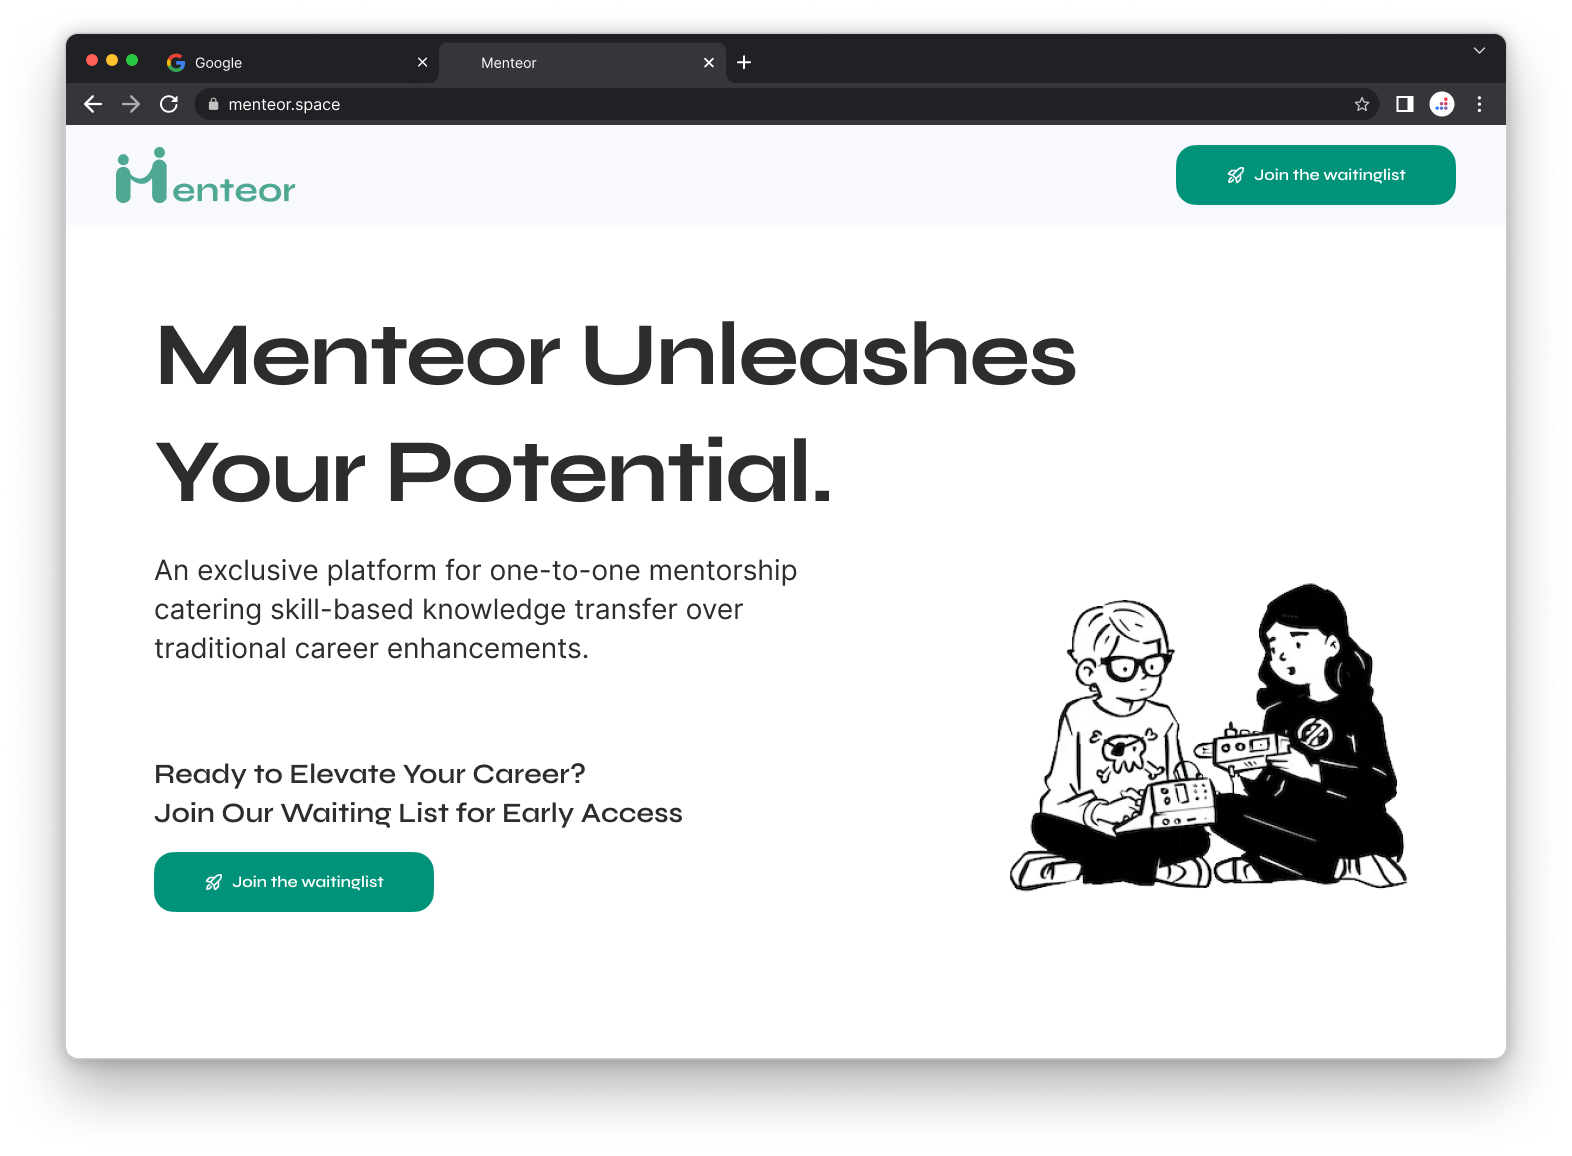 Google
Menteor
menteor.space
Menteor
Join the waitinglist
Menteor Unleashes
Your Potential.
An exclusive platform for one-to-one mentorship
catering skill-based knowledge transfer over
traditional career enhancements.
Ready to Elevate Your Career?
Join Our Waiting List for Early Access
Join the waitinglist